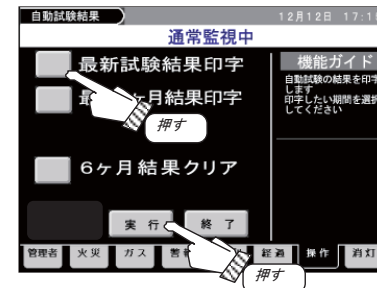 自動試験結果
12月12日 17:1
通常監視中
最新試験結果印字
月結果印字
押す
6ヶ月結果クリア
機能ガイド
自動試験の結果を印字
します
印字したい期間を選択
してください
実行 終了
押す
管理者 火災 ガス 経過 操作 消灯